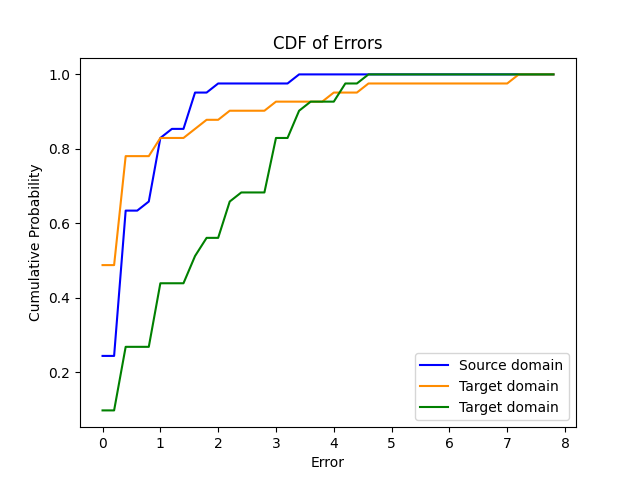 CDF of Errors
1.0
0.8
0.6
0.4
0.2
Cumulative Probability
Source domain
Target domain
Target domain
0 1 2 3 4 5 6 7 8
Error